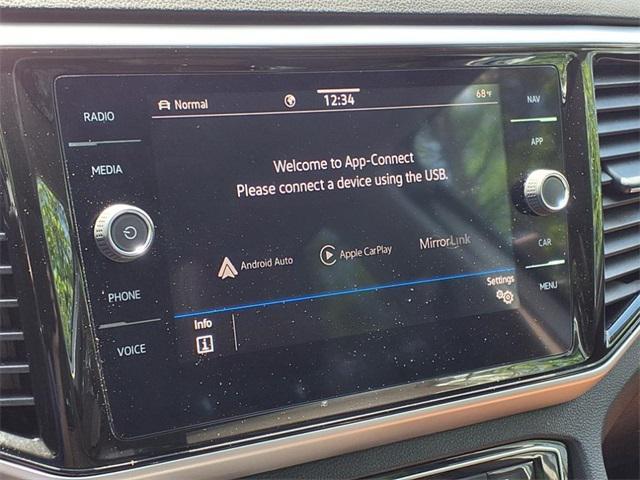 Normal
12:34
68°F
RADIO
MEDIA
PHONE
VOICE
Welcome to App-Connect
Please connect a device using the USB.
Android Auto
Apple CarPlay
MirrorLink
Info
Settings
NAV
APP
CAR
MENU